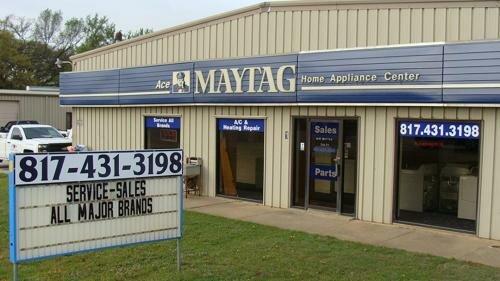 Ace MAYTAG Home Appliance Center
Service All
Brands
A/C &
Heating Repair
Sales
Parts
817.431.3198
817-431-3198
SERVICE-SALES
ALL MAJOR BRANDS